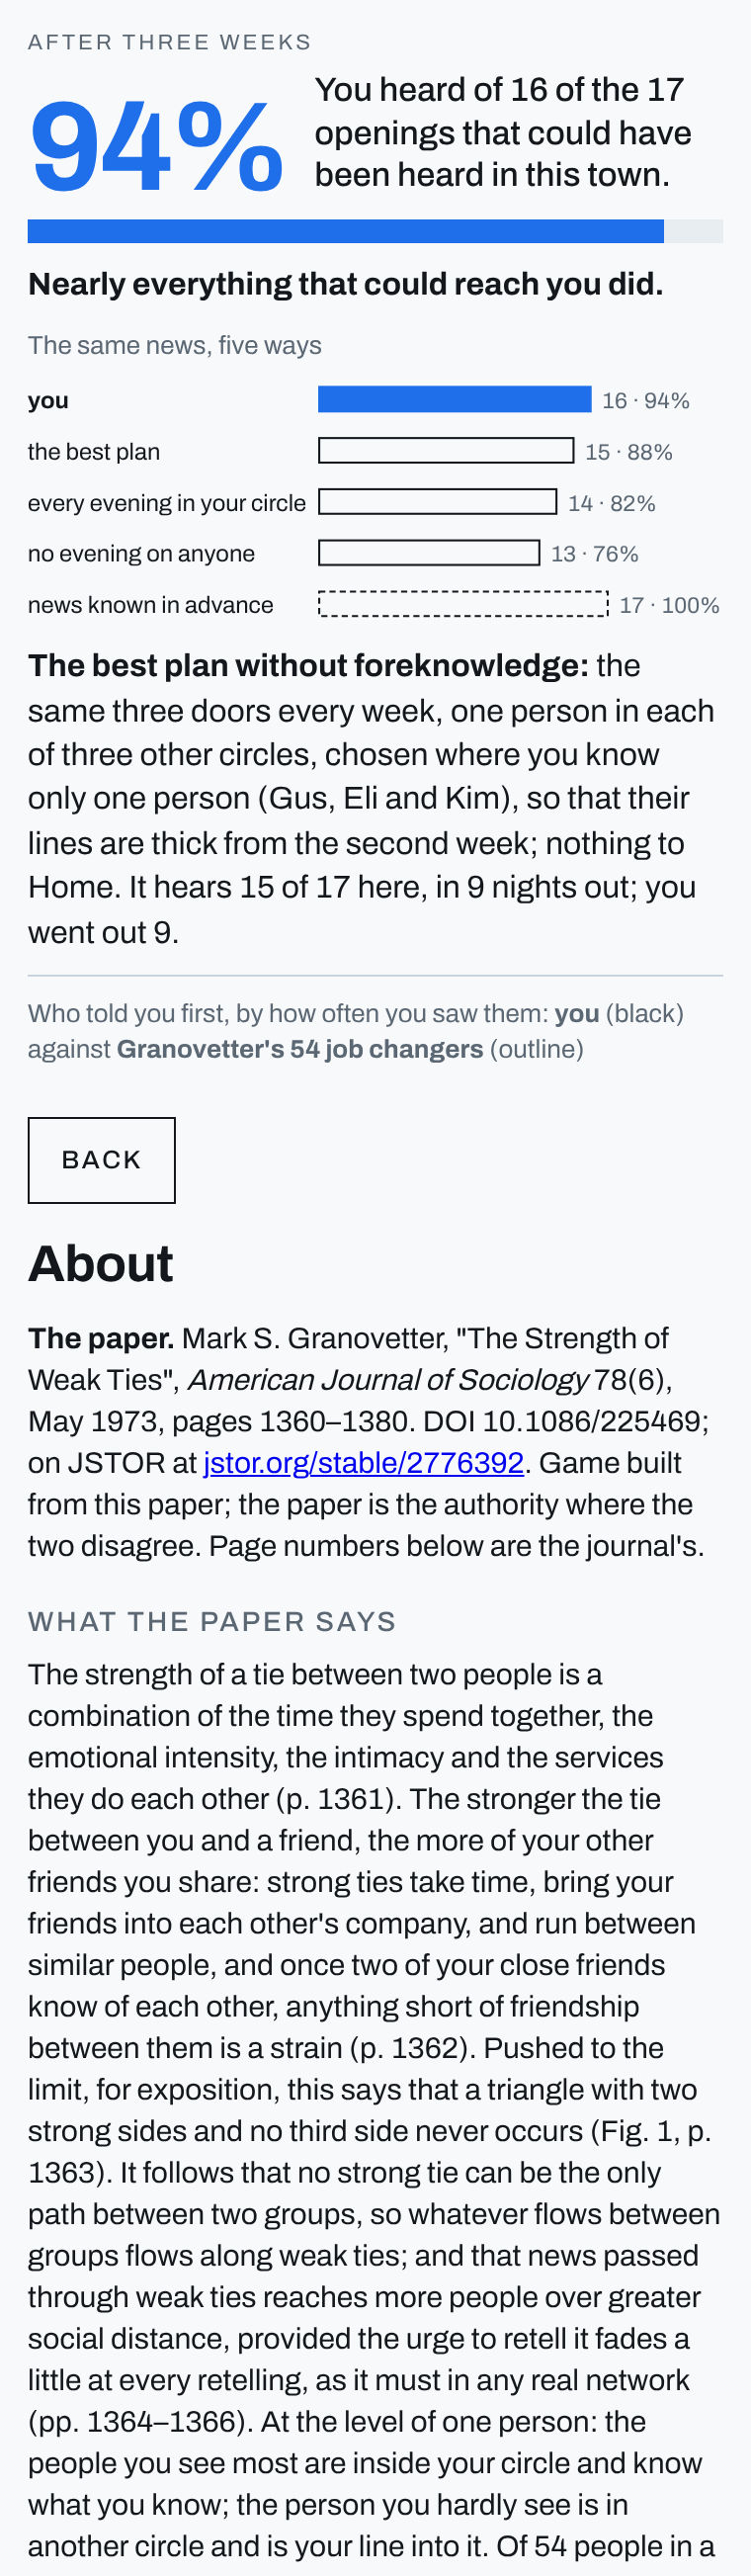 AFTER THREE WEEKS
94%
You heard of 16 of the 17
openings that could have
been heard in this town.
Nearly everything that could reach you did.
The same news, five ways
you 16 · 94%
the best plan 15 · 88%
every evening in your circle 14 · 82%
no evening on anyone 13 · 76%
news known in advance 17 · 100%
The best plan without foreknowledge: the
same three doors every week, one person in each
of three other circles, chosen where you know
only one person (Gus, Eli and Kim), so that their
lines are thick from the second week; nothing to
Home. It hears 15 of 17 here, in 9 nights out; you
went out 9.
Who told you first, by how often you saw them: you (black)
against Granovetter's 54 job changers (outline)
BACK
About
The paper. Mark S. Granovetter, "The Strength of
Weak Ties", American Journal of Sociology 78(6),
May 1973, pages 1360–1380. DOI 10.1086/225469;
on JSTOR at jstor.org/stable/2776392. Game built
from this paper; the paper is the authority where the
two disagree. Page numbers below are the journal's.
WHAT THE PAPER SAYS
The strength of a tie between two people is a
combination of the time they spend together, the
emotional intensity, the intimacy and the services
they do each other (p. 1361). The stronger the tie
between you and a friend, the more of your other
friends you share: strong ties take time, bring your
friends into each other's company, and run between
similar people, and once two of your close friends
know of each other, anything short of friendship
between them is a strain (p. 1362). Pushed to the
limit, for exposition, this says that a triangle with two
strong sides and no third side never occurs (Fig. 1, p.
1363). It follows that no strong tie can be the only
path between two groups, so whatever flows between
groups flows along weak ties; and that news passed
through weak ties reaches more people over greater
social distance, provided the urge to retell it fades a
little at every retelling, as it must in any real network
(pp. 1364–1366). At the level of one person: the
people you see most are inside your circle and know
what you know; the person you hardly see is in
another circle and is your line into it. Of 54 people in a